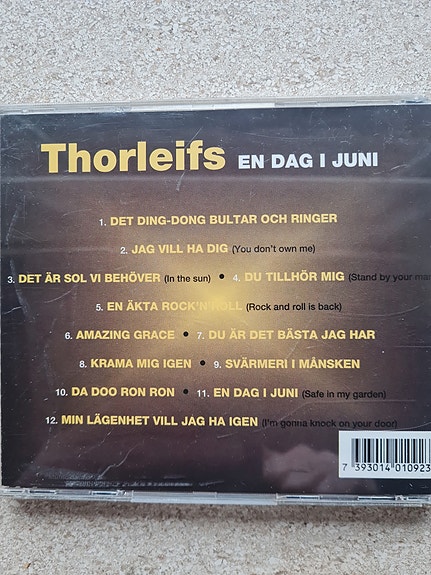 Thorleifs EN DAG I JUNI
1. DET DING-DONG BULTAR OCH RINGER
2. JAG VILL HA DIG (You don't own me)
3. DET ÄR SOL VI BEHÖVER (In the sun) • 4. DU TILLHÖR MIG (Stand by your man
5. EN ÄKTA ROCK'N'ROLL (Rock and roll is back)
6. AMAZING GRACE • 7. DU ÄR DET BÄSTA JAG HAR
8. KRAMA MIG IGEN • 9. SVÄRMERI I MÅNSKEN
10. DA DOO RON RON • 11. EN DAG I JUNI (Safe in my garden)
12. MIN LÄGENHET VILL JAG HA IGEN (I'm gonna knock on your door)
7 393014 010923